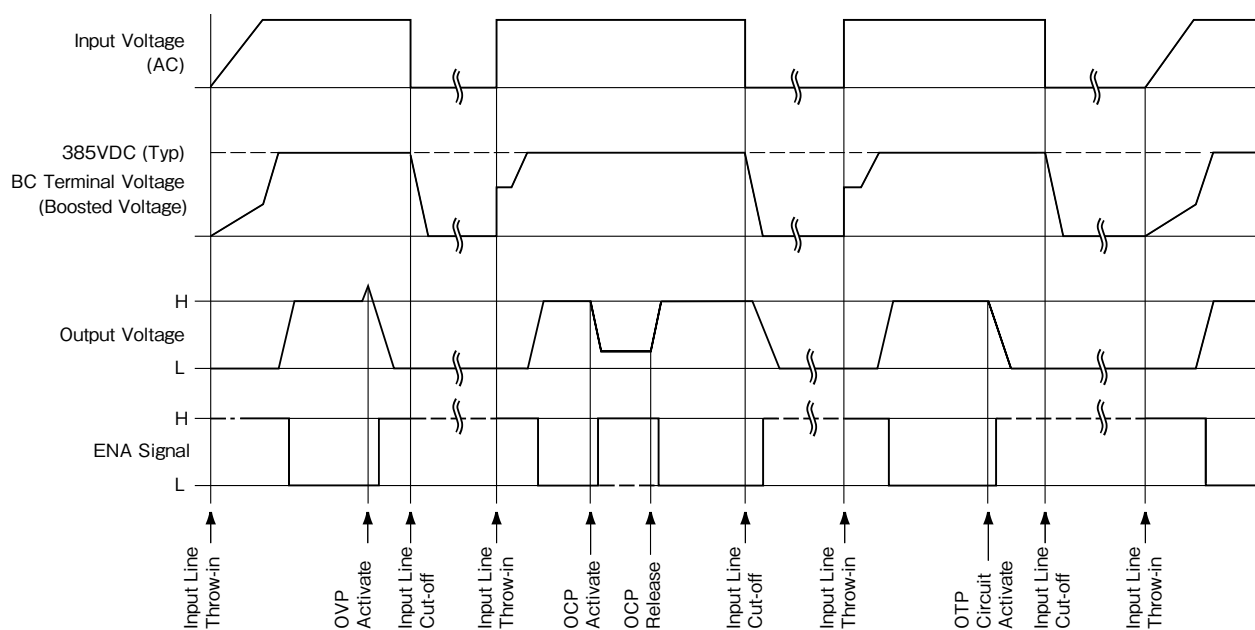 Input Voltage
(AC)
385VDC (Typ)
BC Terminal Voltage
(Boosted Voltage)
H
Output Voltage
L
H
ENA Signal
L
Input Line
Throw-in
OVP
Activate
Input Line
Cut-off
Input Line
Throw-in
OCP
Activate
OCP
Release
Input Line
Cut-off
Input Line
Throw-in
OTP
Circuit
Activate
Input Line
Cut-off
Input Line
Throw-in